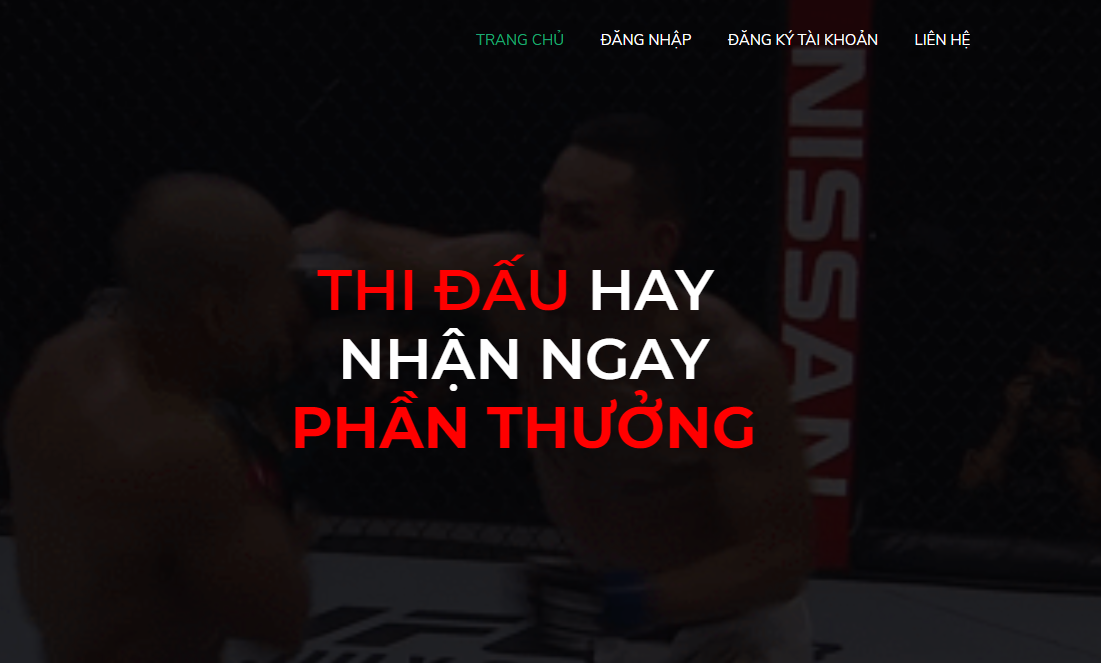 TRANG CHỦ ĐĂNG NHẬP ĐĂNG KÝ TÀI KHOẢN LIÊN HỆ
THI ĐẤU HAY
NHẬN NGAY
PHẦN THƯỞNG
NISSAN